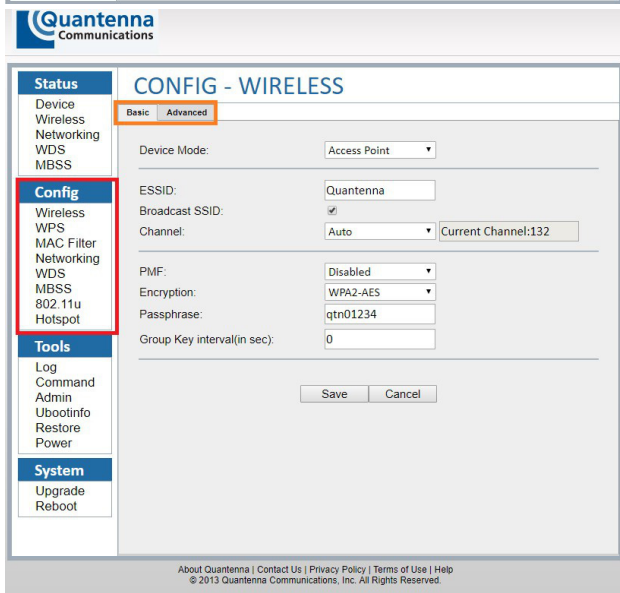 Quantenna
Communications
Status
Device
Wireless
Networking
WDS
MBSS
Config
Wireless
WPS
MAC Filter
Networking
WDS
MBSS
802.11u
Hotspot
Tools
Log
Command
Admin
Ubootinfo
Restore
Power
System
Upgrade
Reboot
CONFIG - WIRELESS
Basic Advanced
Device Mode: Access Point
ESSID: Quantenna
Broadcast SSID:
Channel: Auto Current Channel:132
PMF: Disabled
Encryption: WPA2-AES
Passphrase: qtn01234
Group Key interval(in sec): 0
Save Cancel
About Quantenna | Contact Us | Privacy Policy | Terms of Use | Help
© 2013 Quantenna Communications, Inc. All Rights Reserved.